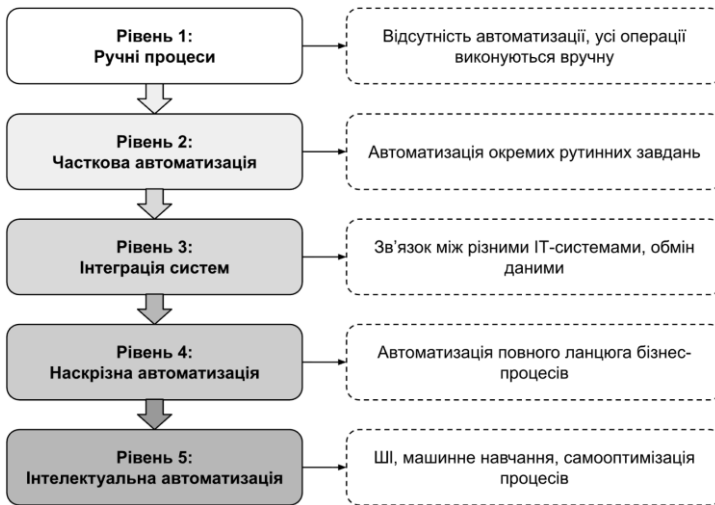 Рівень 1:
Ручні процеси
Відсутність автоматизації, усі операції
виконуються вручну
Рівень 2:
Часткова автоматизація
Автоматизація окремих рутинних завдань
Рівень 3:
Інтеграція систем
Зв’язок між різними ІТ-системами, обмін
даними
Рівень 4:
Наскрізна автоматизація
Автоматизація повного ланцюга бізнес-
процесів
Рівень 5:
Інтелектуальна автоматизація
ШІ, машинне навчання, самооптимізація
процесів